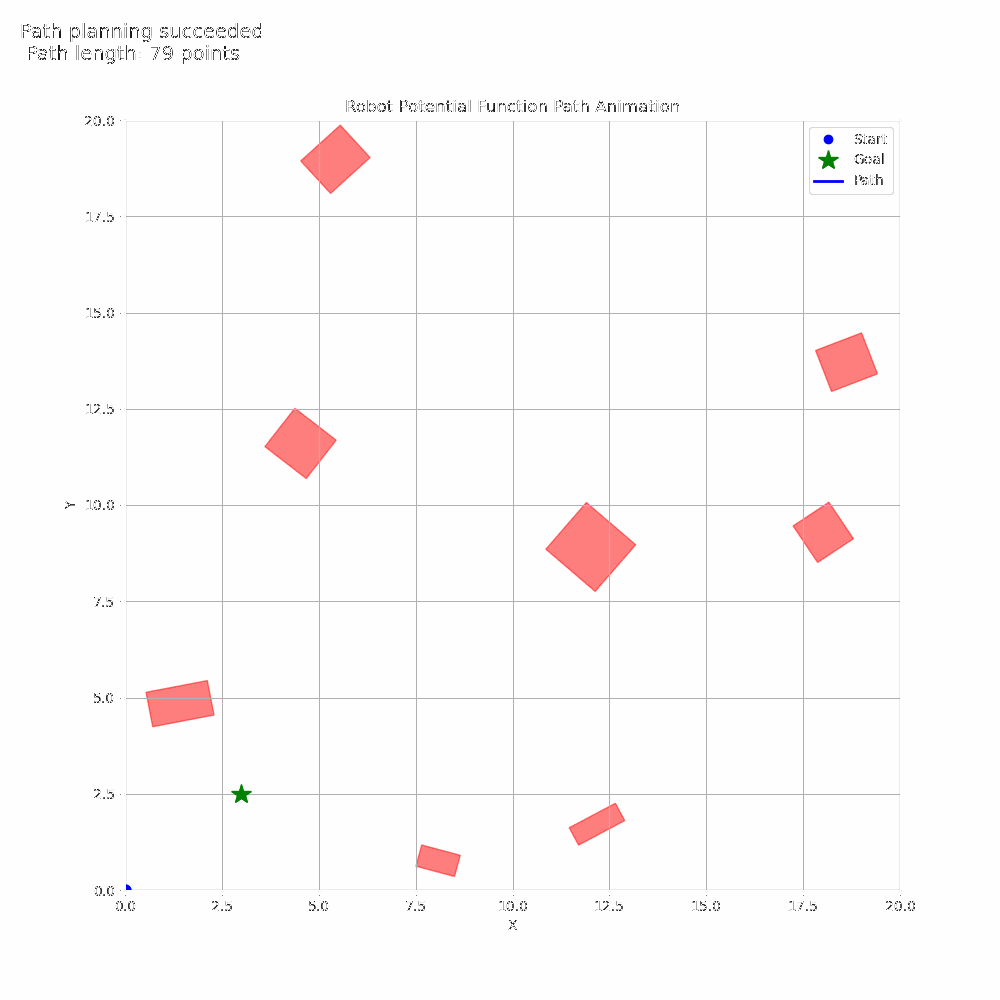 Path planning succeeded
Path length: 79 points
Robot Potential Function Path Animation
20.0
17.5
15.0
12.5
10.0
7.5
5.0
2.5
0.0
Y
Start
Goal
Path
0.0 2.5 5.0 7.5 10.0 12.5 15.0 17.5 20.0
X